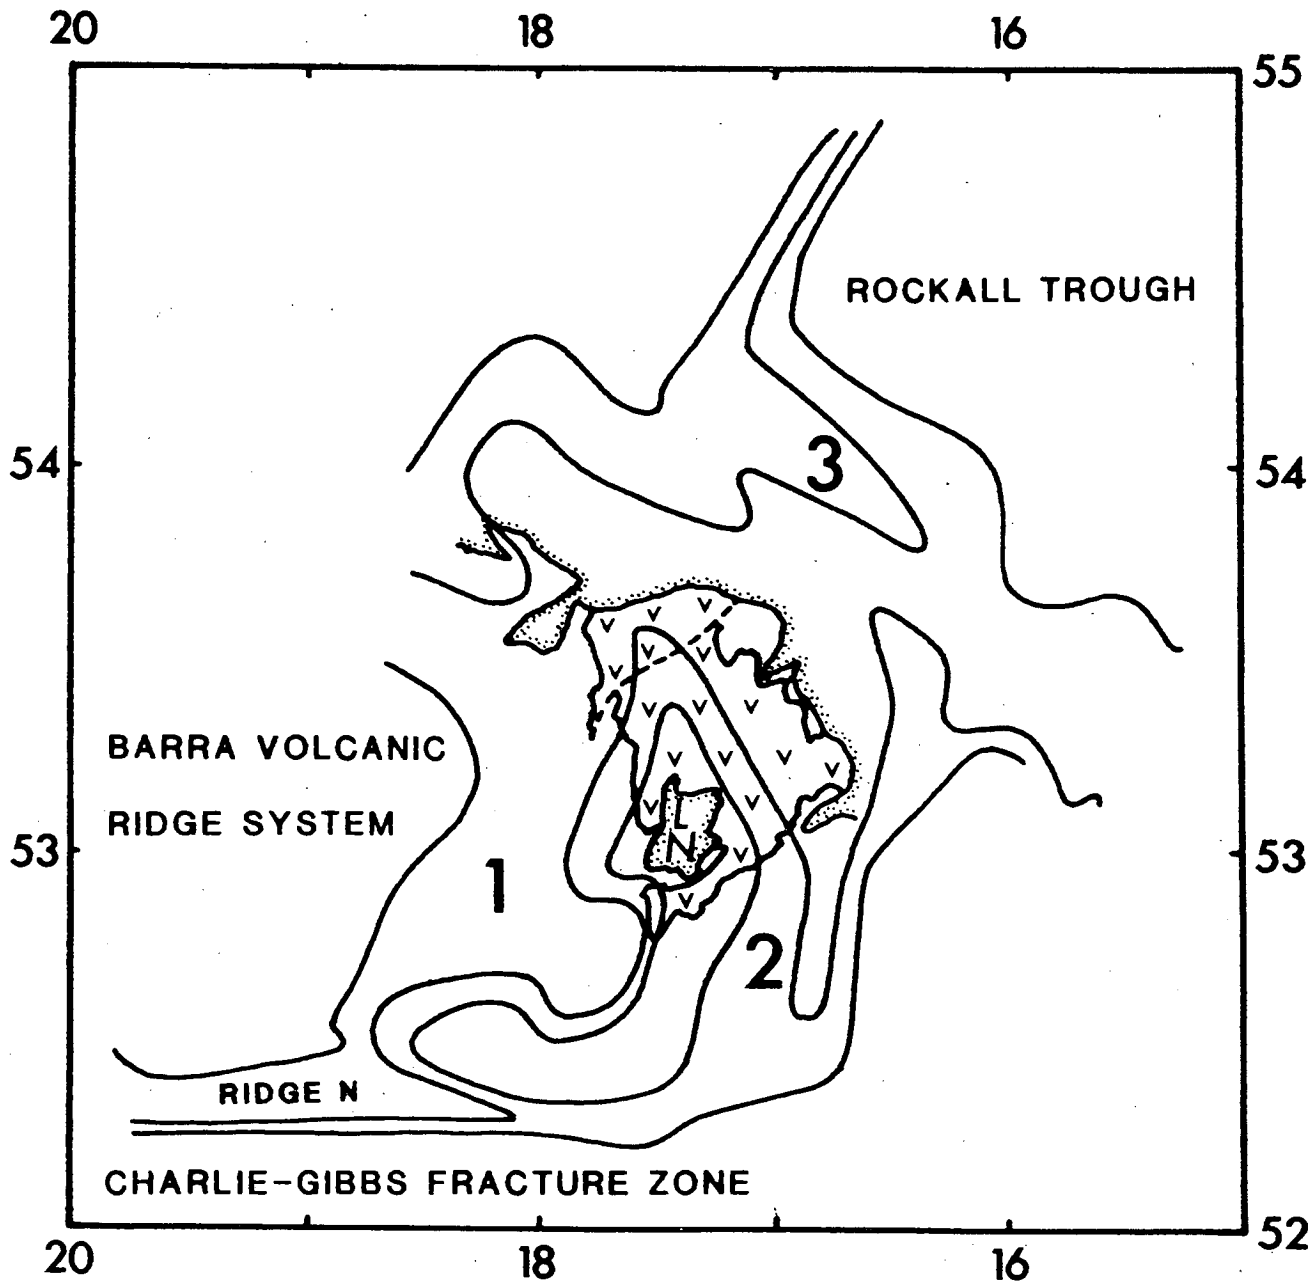 20 18 16
55
ROCKALL TROUGH
54 3 54
BARRA VOLCANIC
RIDGE SYSTEM
L
N
53 53
1
2
RIDGE N
CHARLIE-GIBBS FRACTURE ZONE
52
20 18 16